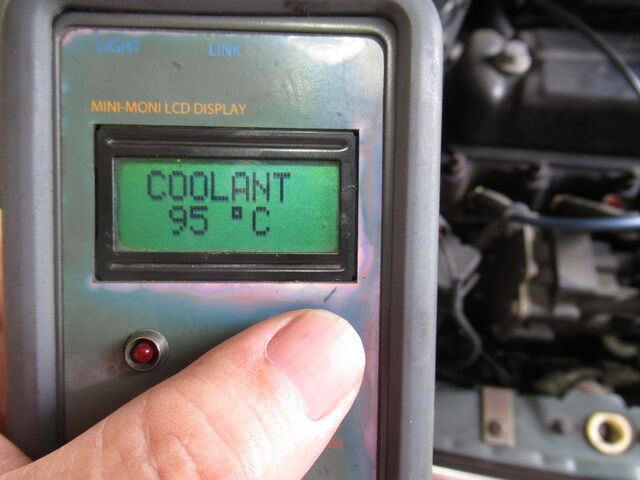 LIGHT LINK
MINI-MONI LCD DISPLAY
COOLANT
95 °C